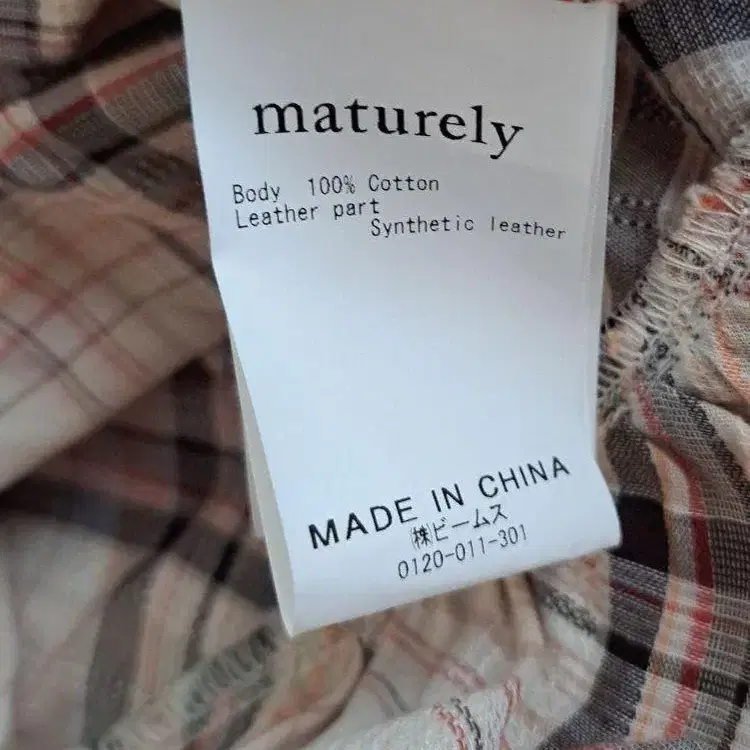 maturely
Body 100% Cotton
Leather part
Synthetic leather
MADE IN CHINA
㈱ビームス
0120-011-301